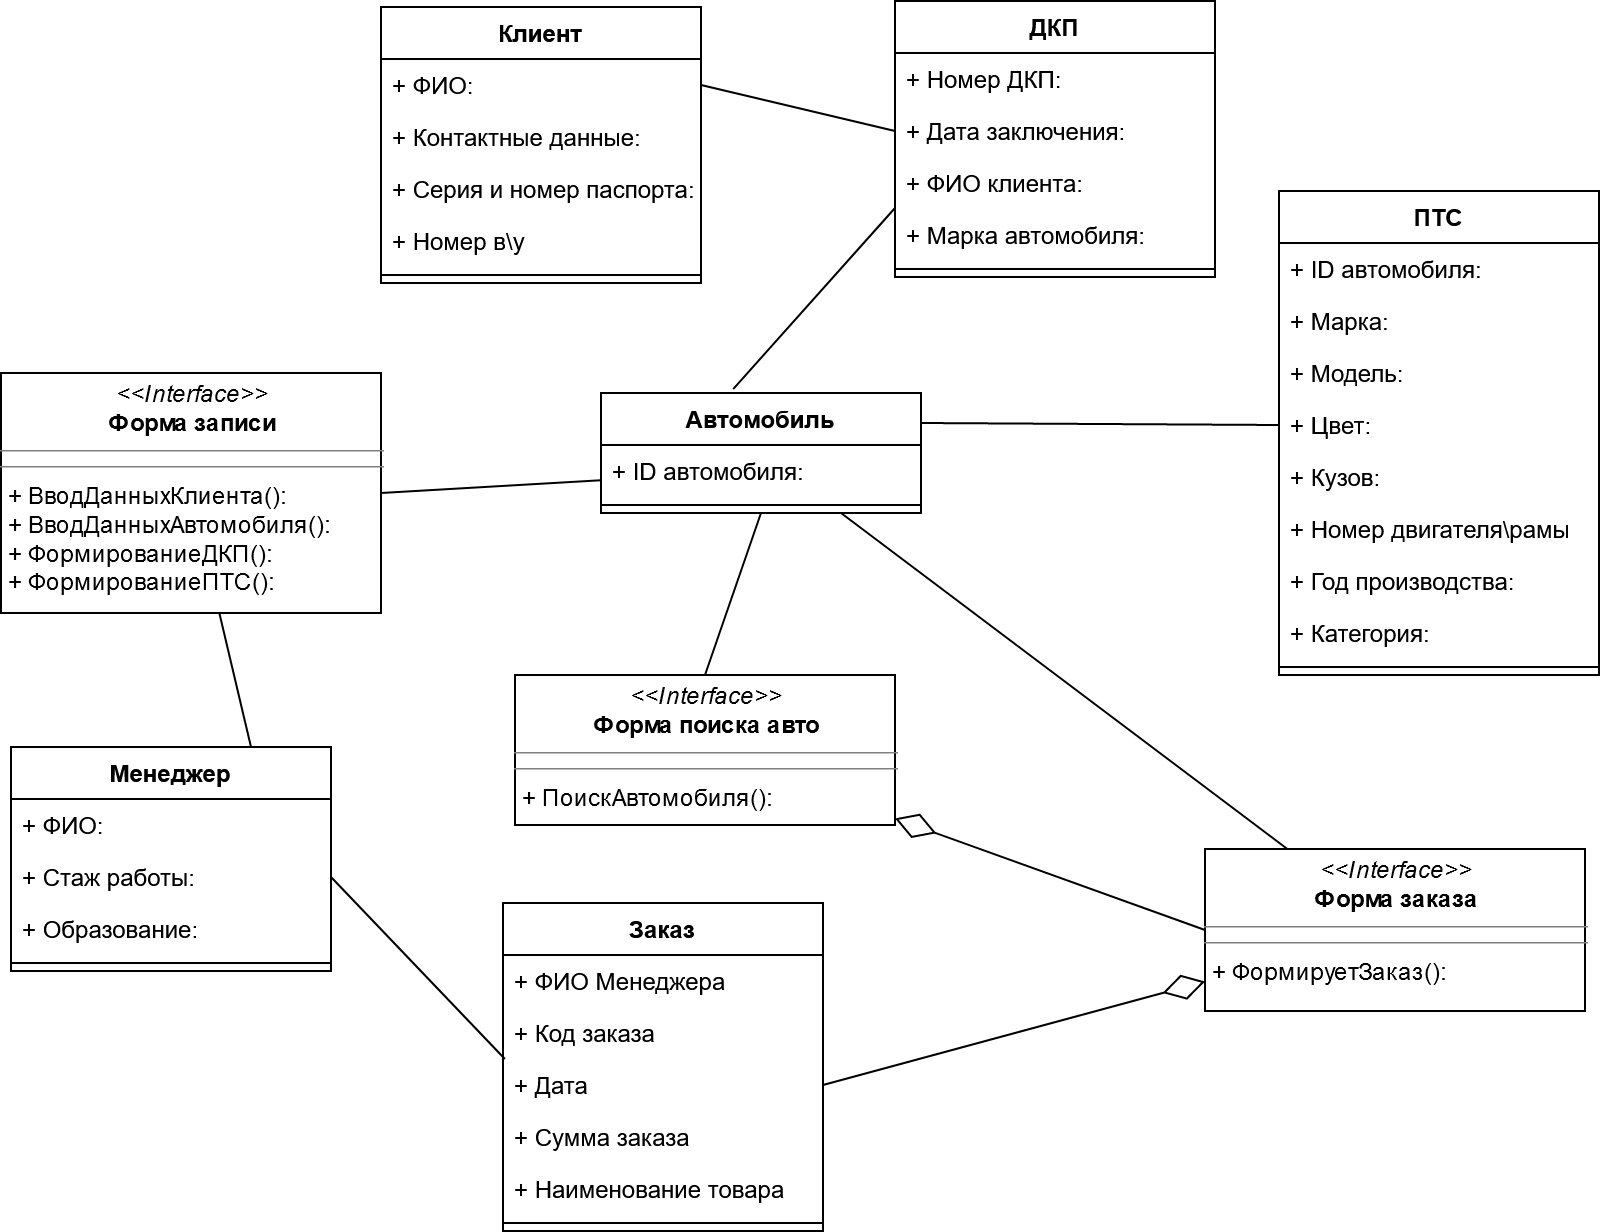 Клиент
+ ФИО:
+ Контактные данные:
+ Серия и номер паспорта:
+ Номер в\у
ДКП
+ Номер ДКП:
+ Дата заключения:
+ ФИО клиента:
+ Марка автомобиля:
ПТС
+ ID автомобиля:
+ Марка:
+ Модель:
+ Цвет:
+ Кузов:
+ Номер двигателя\рамы
+ Год производства:
+ Категория:
<<Interface>>
Форма записи
+ ВводДанныхКлиента():
+ ВводДанныхАвтомобиля():
+ ФормированиеДКП():
+ ФормированиеПТС():
Автомобиль
+ ID автомобиля:
<<Interface>>
Форма поиска авто
+ ПоискАвтомобиля():
Менеджер
+ ФИО:
+ Стаж работы:
+ Образование:
<<Interface>>
Форма заказа
+ ФормируетЗаказ():
Заказ
+ ФИО Менеджера
+ Код заказа
+ Дата
+ Сумма заказа
+ Наименование товара